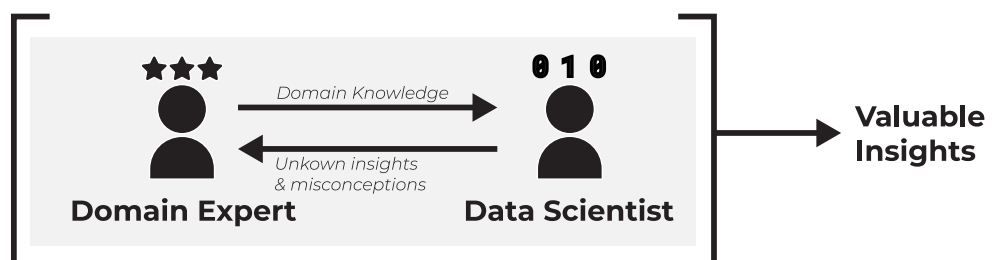 0 1 0
Domain Knowledge
Unkown insights
& misconceptions
Domain Expert
Data Scientist
Valuable
Insights